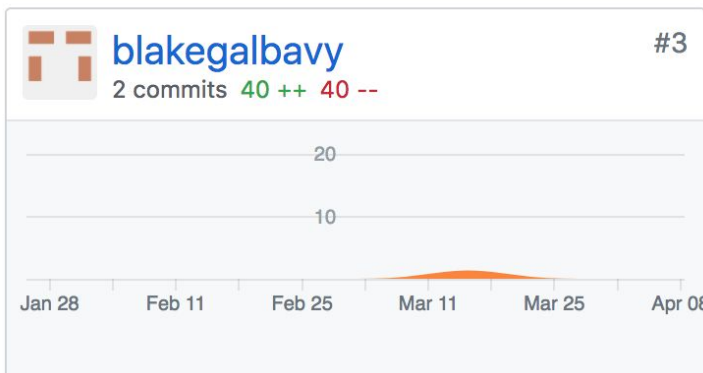 blakegalbavy #3
2 commits 40 ++ 40 --
20
10
Jan 28 Feb 11 Feb 25 Mar 11 Mar 25 Apr 08